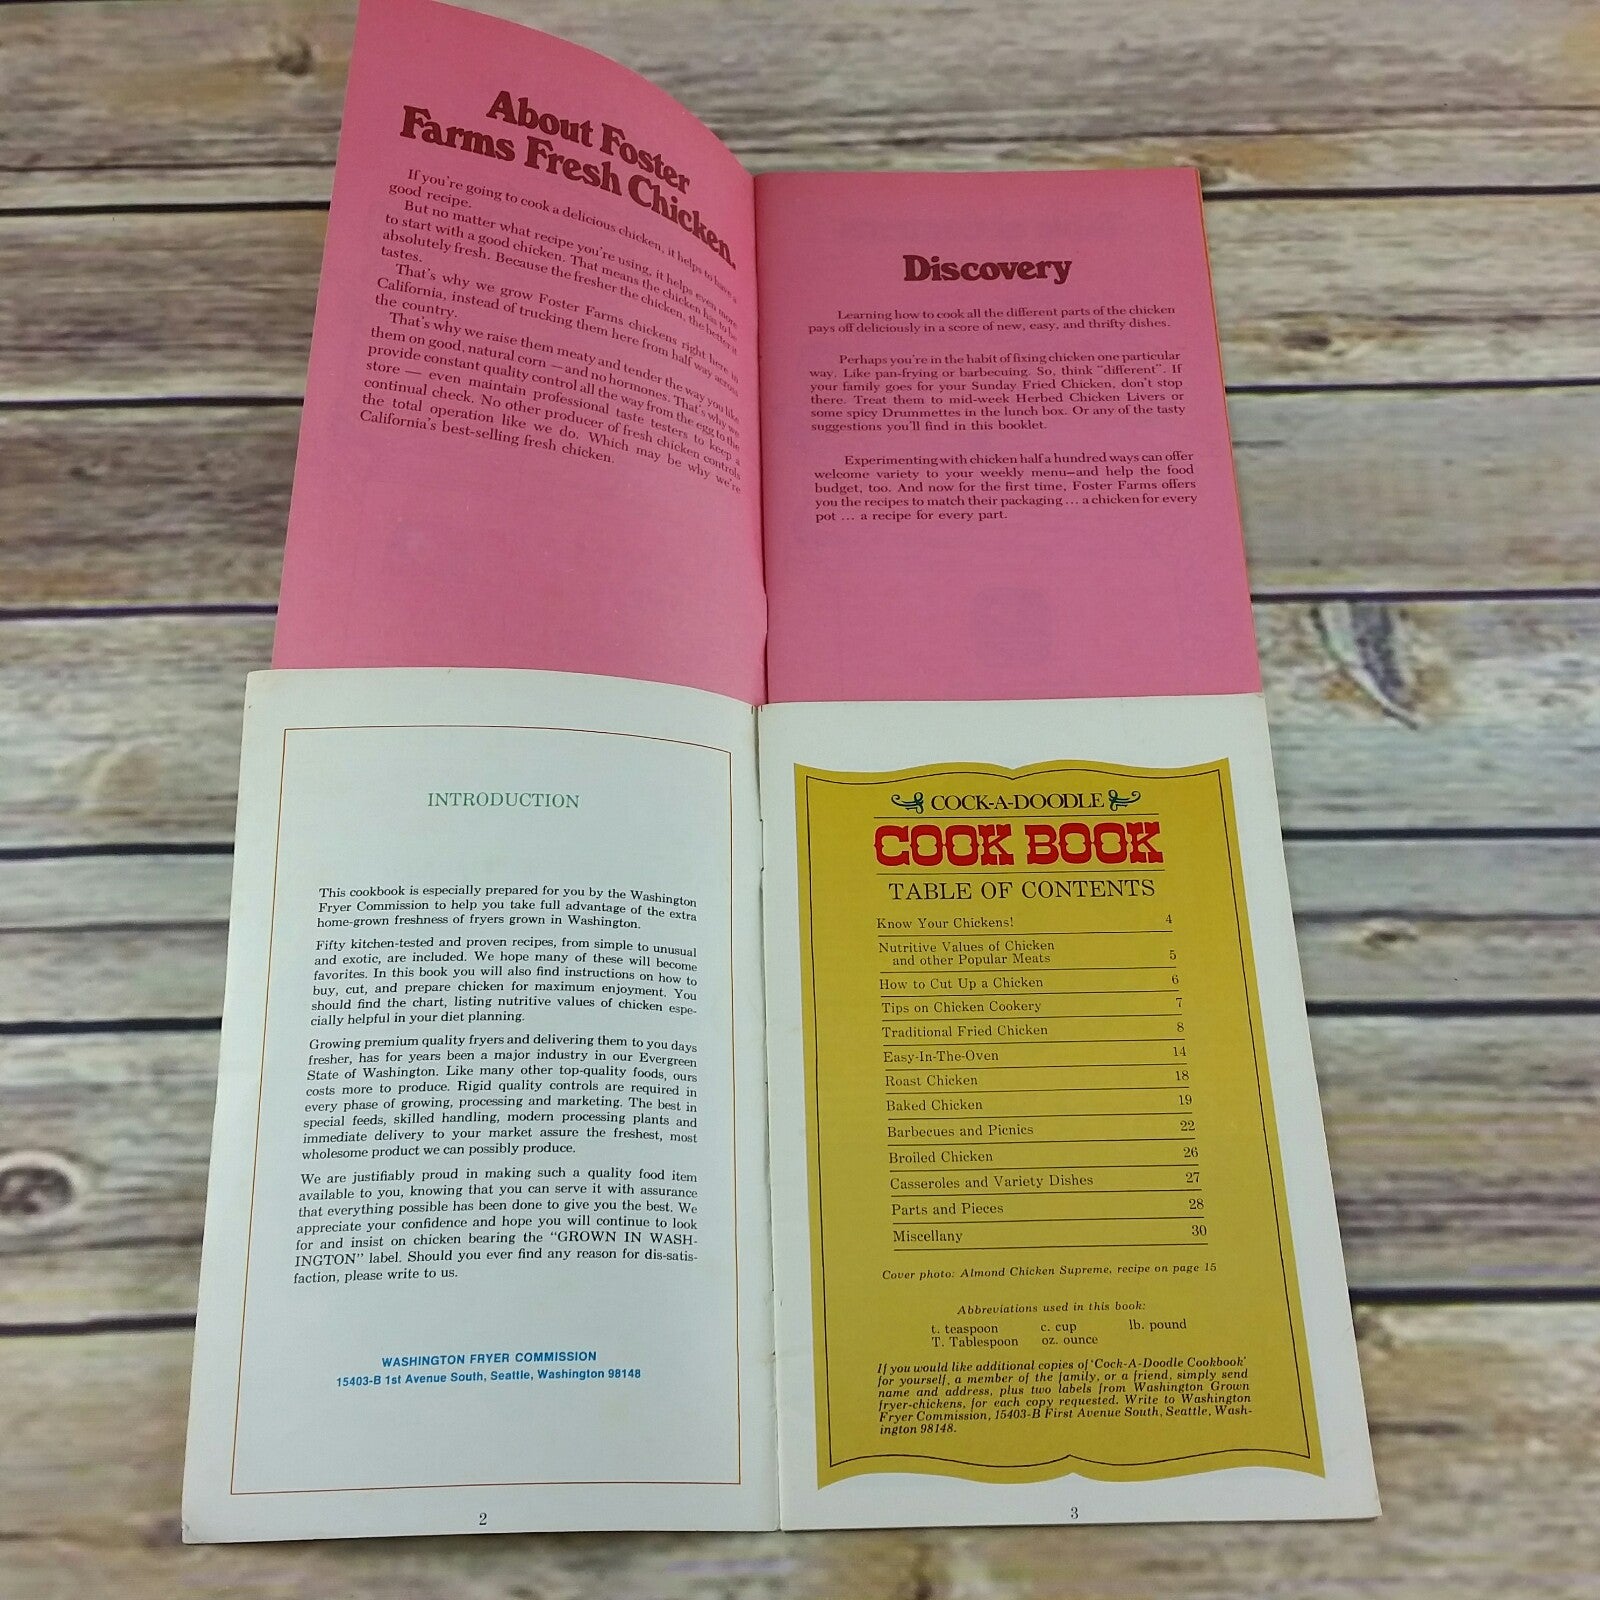 About Foster
Farms Fresh Chicken.
If you're going to cook a delicious chicken, it helps to have a
good recipe.
But no matter what recipe you're using, it helps even more
to start with a good chicken. That means the chicken has to be
absolutely fresh. Because the fresher the chicken, the better it
tastes.
That's why we grow Foster Farms chickens right here in
California, instead of trucking them here from half way across
the country.
That's why we raise them meaty and tender the way you like
them on good, natural corn — and no hormones. That's why we
provide constant quality control all the way from the egg to the
store — even maintain professional taste testers to keep a
continual check. No other producer of fresh chicken controls
the total operation like we do. Which may be why we're
California's best-selling fresh chicken.
Discovery
Learning how to cook all the different parts of the chicken
pays off deliciously in a score of new, easy, and thrifty dishes.
Perhaps you're in the habit of fixing chicken one particular
way. Like pan-frying or barbecuing. So, think "different". If
your family goes for your Sunday Fried Chicken, don't stop
there. Treat them to mid-week Herbed Chicken Livers or
some spicy Drummettes in the lunch box. Or any of the tasty
suggestions you'll find in this booklet.
Experimenting with chicken half a hundred ways can offer
welcome variety to your weekly menu—and help the food
budget, too. And now for the first time, Foster Farms offers
you the recipes to match their packaging ... a chicken for every
pot ... a recipe for every part.
INTRODUCTION
This cookbook is especially prepared for you by the Washington
Fryer Commission to help you take full advantage of the extra
home-grown freshness of fryers grown in Washington.
Fifty kitchen-tested and proven recipes, from simple to unusual
and exotic, are included. We hope many of these will become
favorites. In this book you will also find instructions on how to
buy, cut, and prepare chicken for maximum enjoyment. You
should find the chart, listing nutritive values of chicken espe-
cially helpful in your diet planning.
Growing premium quality fryers and delivering them to you days
fresher, has for years been a major industry in our Evergreen
State of Washington. Like many other top-quality foods, ours
costs more to produce. Rigid quality controls are required in
every phase of growing, processing and marketing. The best in
special feeds, skilled handling, modern processing plants and
immediate delivery to your market assure the freshest, most
wholesome product we can possibly produce.
We are justifiably proud in making such a quality food item
available to you, knowing that you can serve it with assurance
that everything possible has been done to give you the best. We
appreciate your confidence and hope you will continue to look
for and insist on chicken bearing the "GROWN IN WASH-
INGTON" label. Should you ever find any reason for dis-satis-
faction, please write to us.
WASHINGTON FRYER COMMISSION
15403-B 1st Avenue South, Seattle, Washington 98148
2
COCK-A-DOODLE
COOK BOOK
TABLE OF CONTENTS
Know Your Chickens! 4
Nutritive Values of Chicken
and other Popular Meats 5
How to Cut Up a Chicken 6
Tips on Chicken Cookery 7
Traditional Fried Chicken 8
Easy-In-The-Oven 14
Roast Chicken 18
Baked Chicken 19
Barbecues and Picnics 22
Broiled Chicken 26
Casseroles and Variety Dishes 27
Parts and Pieces 28
Miscellany 30
Cover photo: Almond Chicken Supreme, recipe on page 15
Abbreviations used in this book:
t. teaspoon c. cup lb. pound
T. Tablespoon oz. ounce
If you would like additional copies of 'Cock-A-Doodle Cookbook'
for yourself, a member of the family, or a friend, simply send
name and address, plus two labels from Washington Grown
fryer-chickens, for each copy requested. Write to Washington
Fryer Commission, 15403-B First Avenue South, Seattle, Wash-
ington 98148.
3